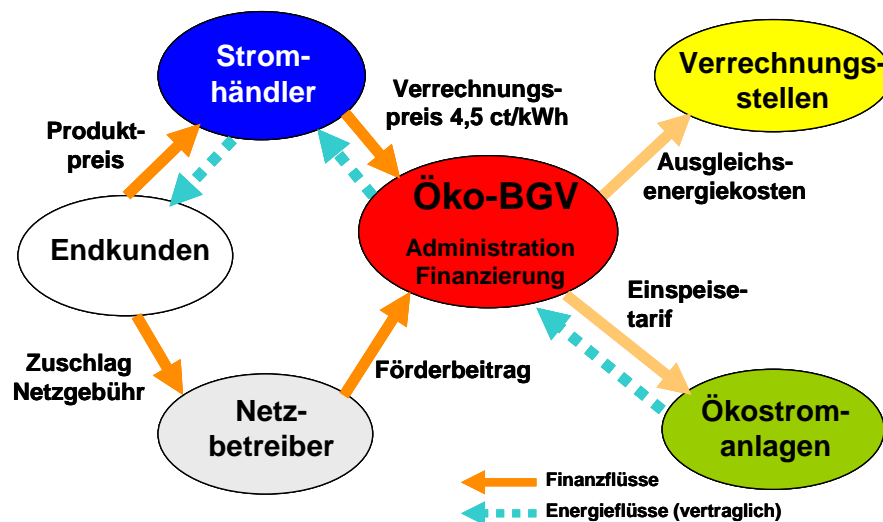 Strom-
händler
Verrechnungs-
stellen
Verrechnungs-
preis 4,5 ct/kWh
Produkt-
preis
Ausgleichs-
energiekosten
Öko-BGV
Administration
Finanzierung
Endkunden
Einspeise-
tarif
Zuschlag
Netzgebühr
Förderbeitrag
Netz-
betreiber
Ökostrom-
anlagen
Finanzflüsse
Energieflüsse (vertraglich)